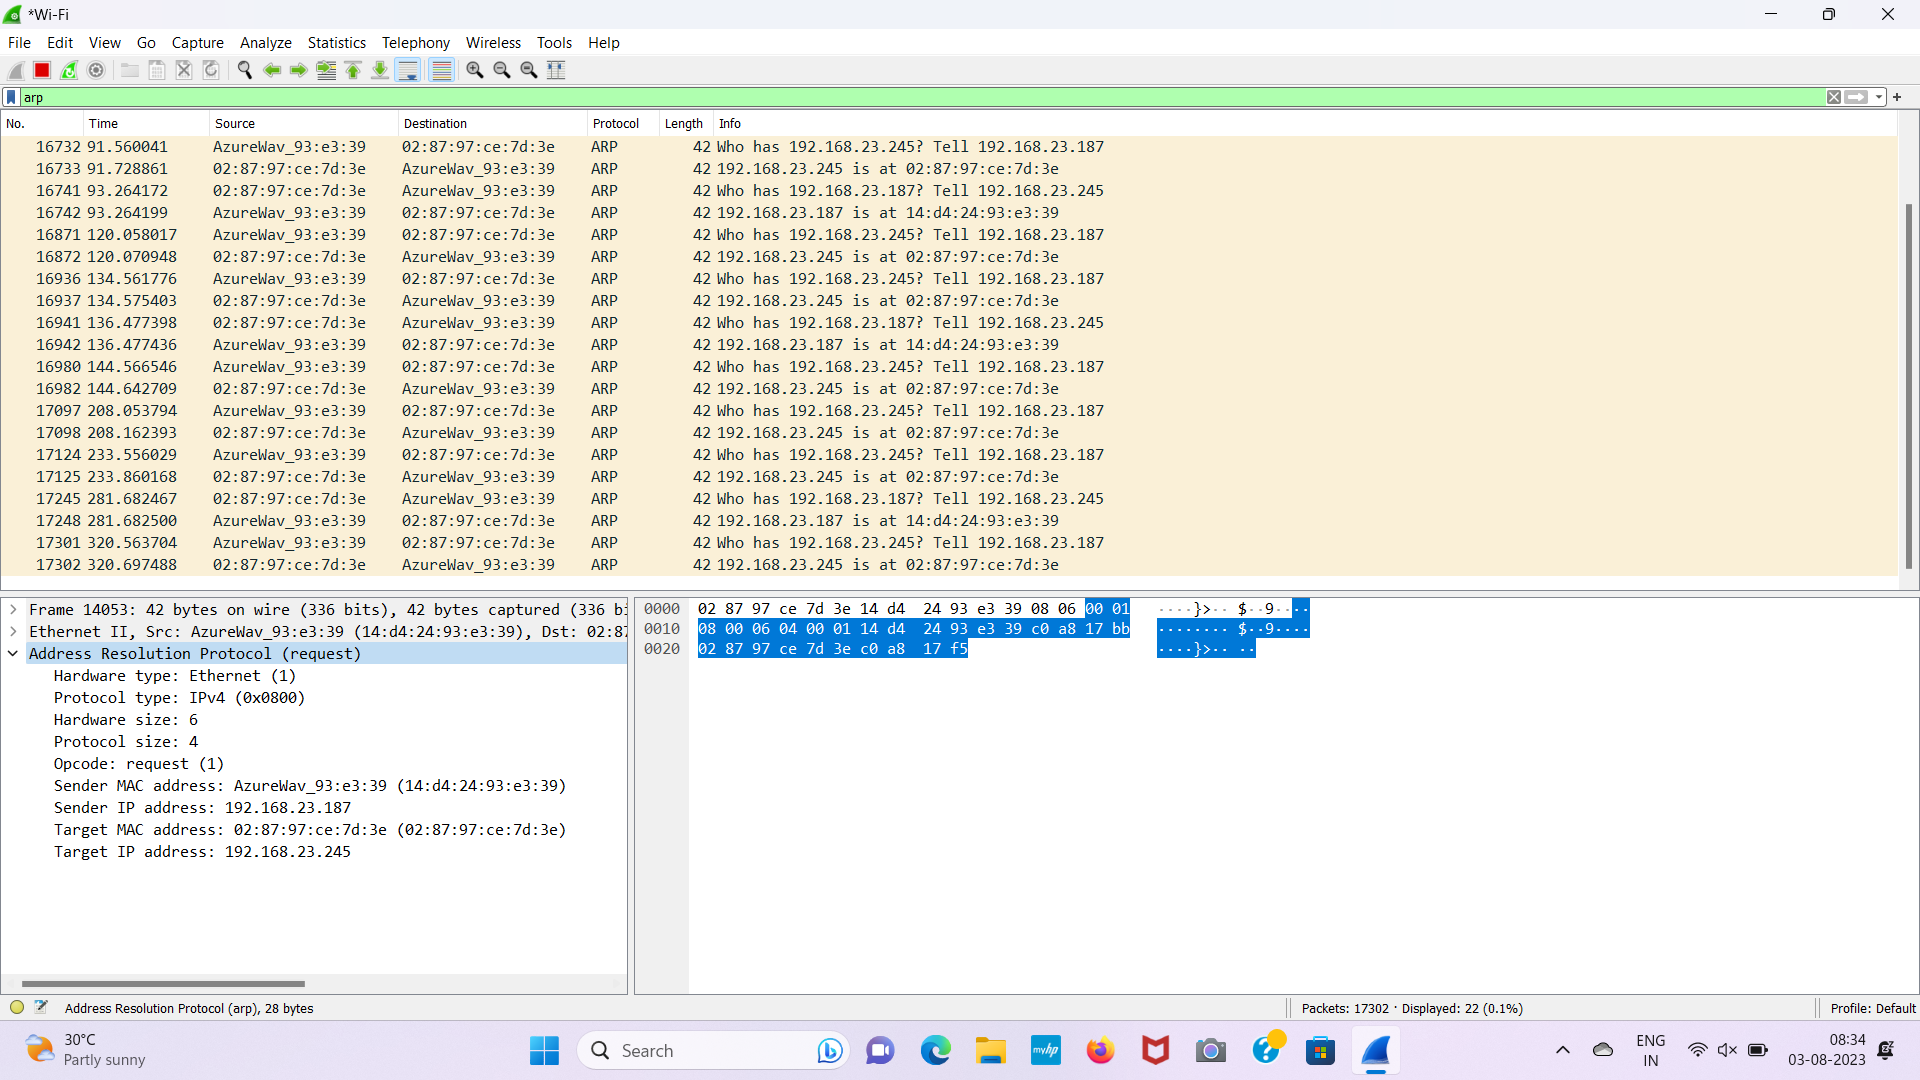 *Wi-Fi
File Edit View Go Capture Analyze Statistics Telephony Wireless Tools Help
arp
No. Time Source Destination Protocol Length Info
16732 91.560041 AzureWav_93:e3:39 02:87:97:ce:7d:3e ARP 42 Who has 192.168.23.245? Tell 192.168.23.187
16733 91.728861 02:87:97:ce:7d:3e AzureWav_93:e3:39 ARP 42 192.168.23.245 is at 02:87:97:ce:7d:3e
16741 93.264172 02:87:97:ce:7d:3e AzureWav_93:e3:39 ARP 42 Who has 192.168.23.187? Tell 192.168.23.245
16742 93.264199 AzureWav_93:e3:39 02:87:97:ce:7d:3e ARP 42 192.168.23.187 is at 14:d4:24:93:e3:39
16871 120.058017 AzureWav_93:e3:39 02:87:97:ce:7d:3e ARP 42 Who has 192.168.23.245? Tell 192.168.23.187
16872 120.070948 02:87:97:ce:7d:3e AzureWav_93:e3:39 ARP 42 192.168.23.245 is at 02:87:97:ce:7d:3e
16936 134.561776 AzureWav_93:e3:39 02:87:97:ce:7d:3e ARP 42 Who has 192.168.23.245? Tell 192.168.23.187
16937 134.575403 02:87:97:ce:7d:3e AzureWav_93:e3:39 ARP 42 192.168.23.245 is at 02:87:97:ce:7d:3e
16941 136.477398 02:87:97:ce:7d:3e AzureWav_93:e3:39 ARP 42 Who has 192.168.23.187? Tell 192.168.23.245
16942 136.477436 AzureWav_93:e3:39 02:87:97:ce:7d:3e ARP 42 192.168.23.187 is at 14:d4:24:93:e3:39
16980 144.566546 AzureWav_93:e3:39 02:87:97:ce:7d:3e ARP 42 Who has 192.168.23.245? Tell 192.168.23.187
16982 144.642709 02:87:97:ce:7d:3e AzureWav_93:e3:39 ARP 42 192.168.23.245 is at 02:87:97:ce:7d:3e
17097 208.053794 AzureWav_93:e3:39 02:87:97:ce:7d:3e ARP 42 Who has 192.168.23.245? Tell 192.168.23.187
17098 208.162393 02:87:97:ce:7d:3e AzureWav_93:e3:39 ARP 42 192.168.23.245 is at 02:87:97:ce:7d:3e
17124 233.556029 AzureWav_93:e3:39 02:87:97:ce:7d:3e ARP 42 Who has 192.168.23.245? Tell 192.168.23.187
17125 233.860168 02:87:97:ce:7d:3e AzureWav_93:e3:39 ARP 42 192.168.23.245 is at 02:87:97:ce:7d:3e
17245 281.682467 02:87:97:ce:7d:3e AzureWav_93:e3:39 ARP 42 Who has 192.168.23.187? Tell 192.168.23.245
17248 281.682500 AzureWav_93:e3:39 02:87:97:ce:7d:3e ARP 42 192.168.23.187 is at 14:d4:24:93:e3:39
17301 320.563704 AzureWav_93:e3:39 02:87:97:ce:7d:3e ARP 42 Who has 192.168.23.245? Tell 192.168.23.187
17302 320.697488 02:87:97:ce:7d:3e AzureWav_93:e3:39 ARP 42 192.168.23.245 is at 02:87:97:ce:7d:3e
Frame 14053: 42 bytes on wire (336 bits), 42 bytes captured (336 bi
Ethernet II, Src: AzureWav_93:e3:39 (14:d4:24:93:e3:39), Dst: 02:87
Address Resolution Protocol (request)
Hardware type: Ethernet (1)
Protocol type: IPv4 (0x0800)
Hardware size: 6
Protocol size: 4
Opcode: request (1)
Sender MAC address: AzureWav_93:e3:39 (14:d4:24:93:e3:39)
Sender IP address: 192.168.23.187
Target MAC address: 02:87:97:ce:7d:3e (02:87:97:ce:7d:3e)
Target IP address: 192.168.23.245
0000 02 87 97 ce 7d 3e 14 d4 24 93 e3 39 08 06 00 01 ····}>·· $··9····
0010 08 00 06 04 00 01 14 d4 24 93 e3 39 c0 a8 17 bb ········ $··9····
0020 02 87 97 ce 7d 3e c0 a8 17 f5 ····}>·· ··
Address Resolution Protocol (arp), 28 bytes
Packets: 17302 · Displayed: 22 (0.1%)
Profile: Default
30°C
Partly sunny
Search
myhp
ENG
IN
08:34
03-08-2023